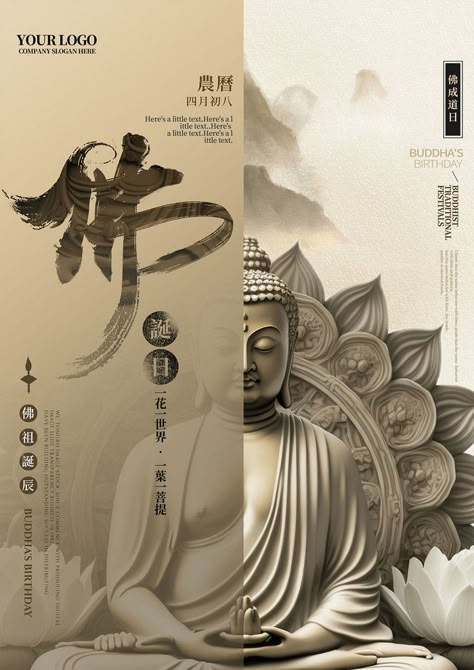 YOUR LOGO
COMPANY SLOGAN HERE
農曆
四月初八
Here's a little text.Here's a l
ittle text..Here's
a little text.Here's a l
ittle text.
佛
誕
日
一花一世界·一葉一菩提
佛祖誕辰
BUDDHA'S BIRTHDAY
佛成道日
BUDDHA'S
BIRTHDAY
BUDDHIST
TRADITIONAL
FESTIVALS